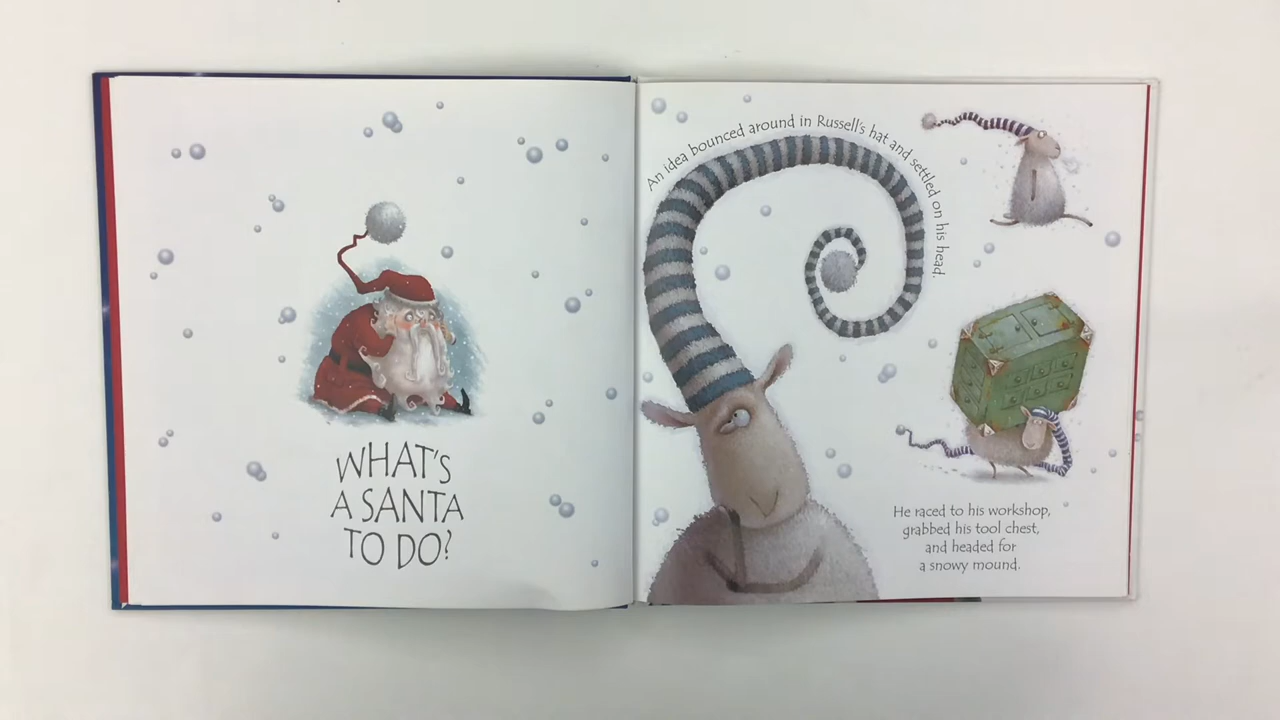 WHAT'S
A SANTA
TO DO?
An idea bounced around in Russell's hat and settled on his head.
He raced to his workshop,
grabbed his tool chest,
and headed for
a snowy mound.